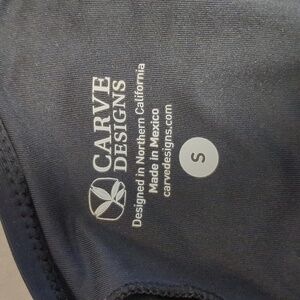 CARVE
DESIGNS
Designed in Northern California
Made in Mexico
carvedesigns.com
S